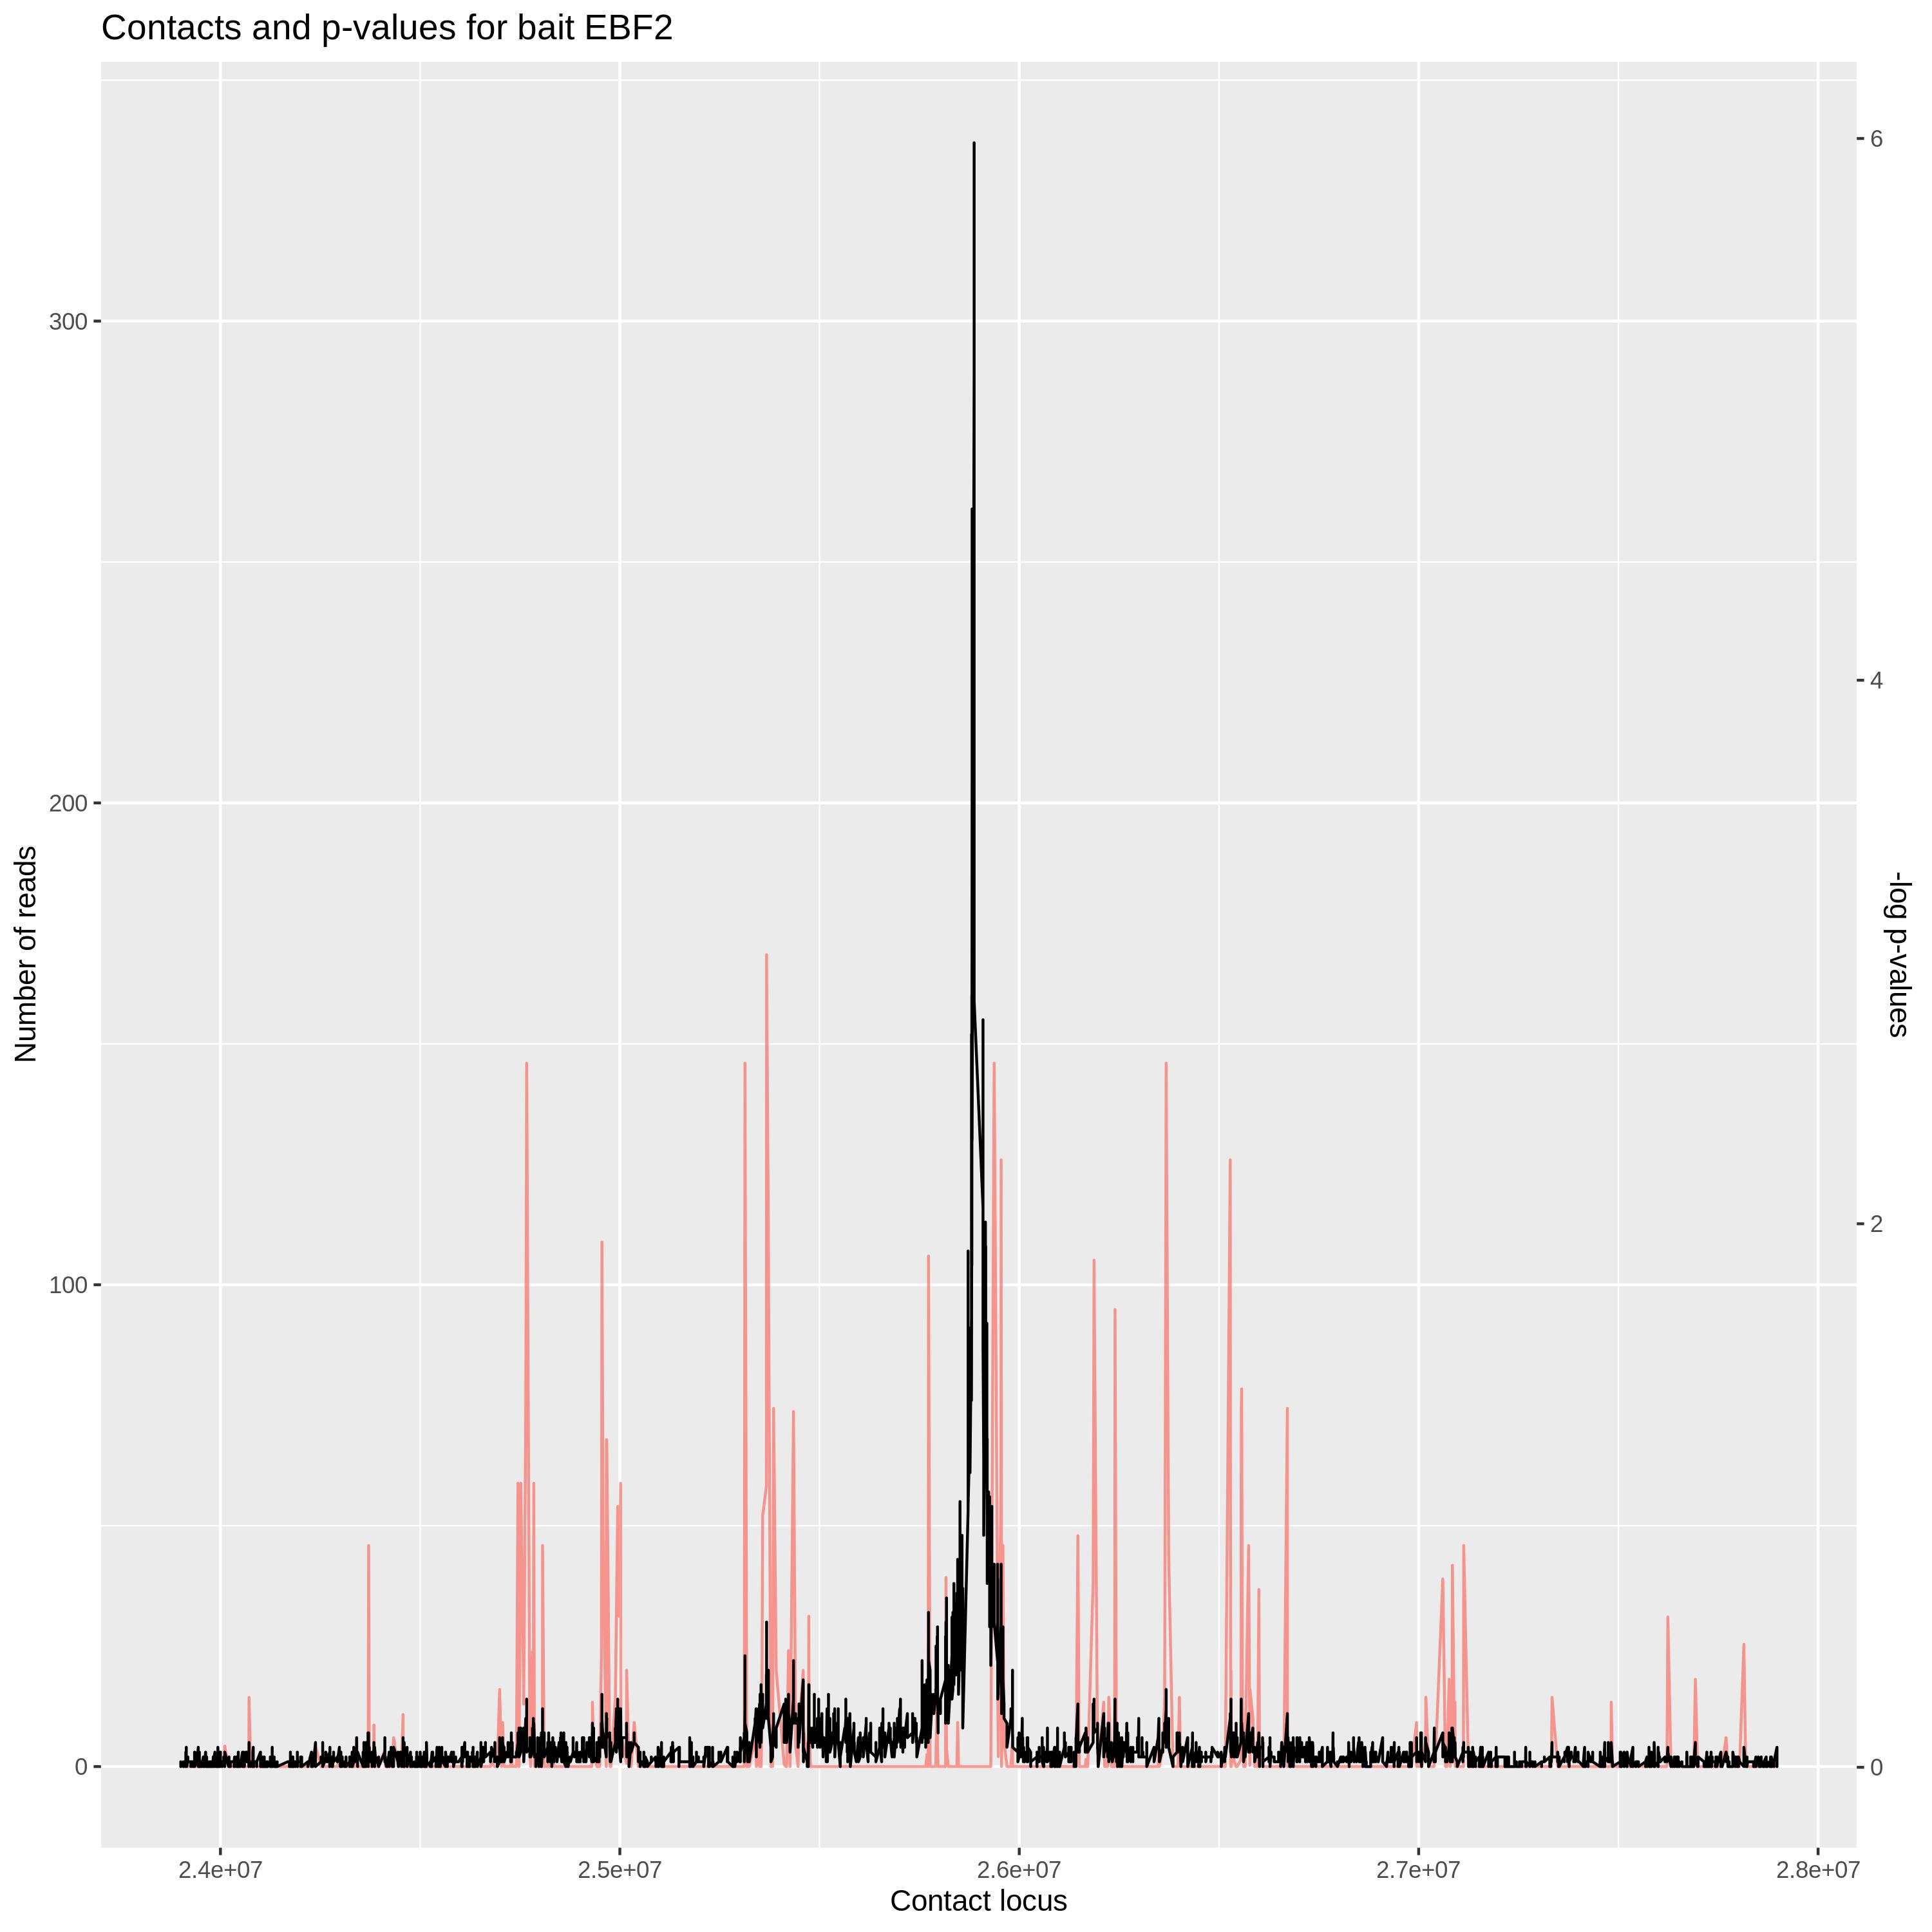 Contacts and p-values for bait EBF2
Number of reads
300
200
100
0
6
4
2
0
-log p-values
2.4e+07 2.5e+07 2.6e+07 2.7e+07 2.8e+07
Contact locus